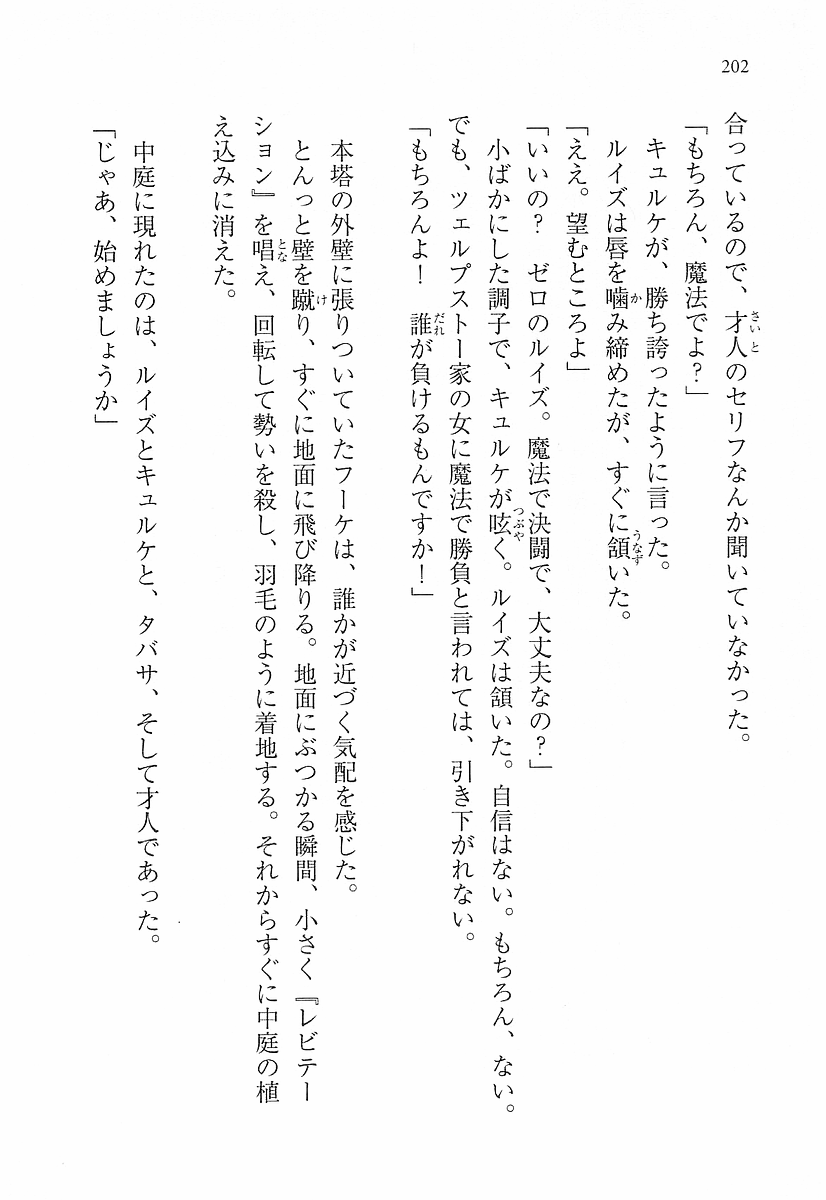 202
合っているので、才人のセリフなんか聞いていなかった。
「もちろん、魔法でよ？」
キュルケが、勝ち誇ったように言った。
ルイズは唇を噛み締めたが、すぐに頷いた。
「ええ。望むところよ」
「いいの？　ゼロのルイズ。魔法で決闘で、大丈夫なの？」
小ばかにした調子で、キュルケが呟く。ルイズは頷いた。自信はない。もちろん、ない。
でも、ツェルプストー家の女に魔法で勝負と言われては、引き下がれない。
「もちろんよ！　誰が負けるもんですか！」
本塔の外壁に張りついていたフーケは、誰かが近づく気配を感じた。
とんっと壁を蹴り、すぐに地面に飛び降りる。地面にぶつかる瞬間、小さく『レビテー
ション』を唱え、回転して勢いを殺し、羽毛のように着地する。それからすぐに中庭の植
え込みに消えた。
中庭に現れたのは、ルイズとキュルケと、タバサ、そして才人であった。
「じゃあ、始めましょうか」